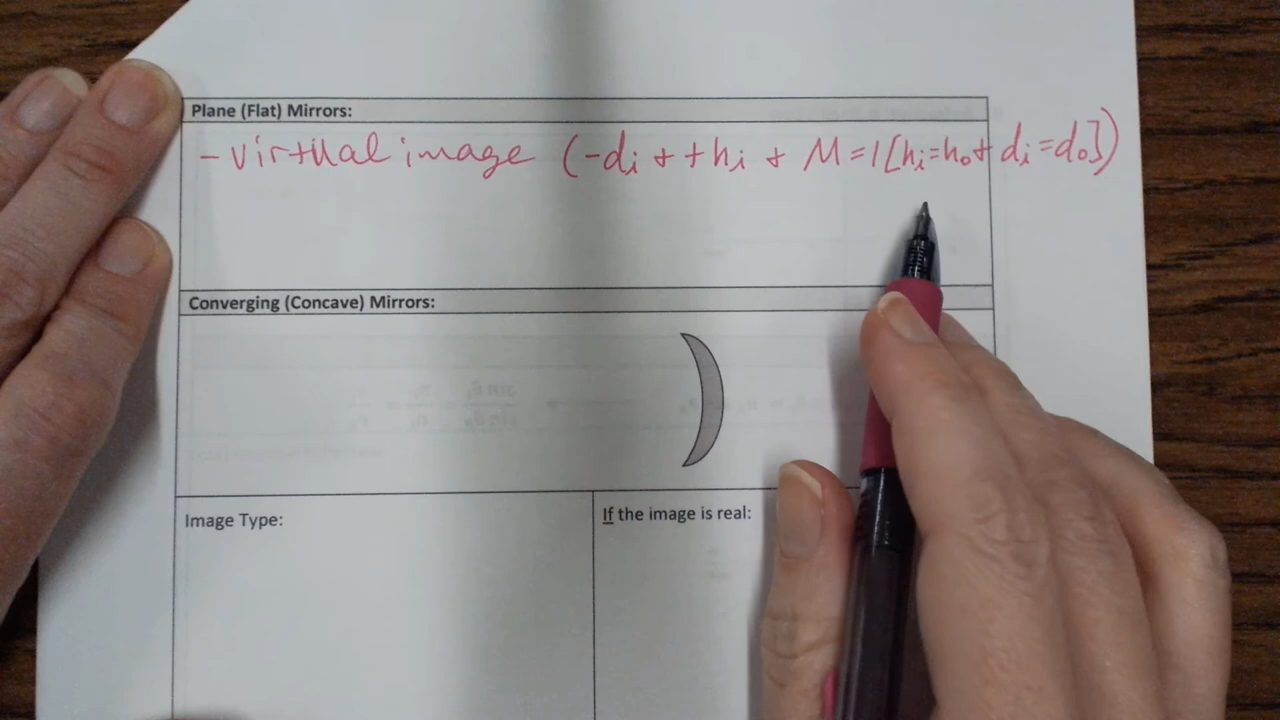 Plane (Flat) Mirrors:
- virtual image (-di + +hi + M=1[hi=ho+ di=do])
Converging (Concave) Mirrors:
Image Type:
If the image is real: